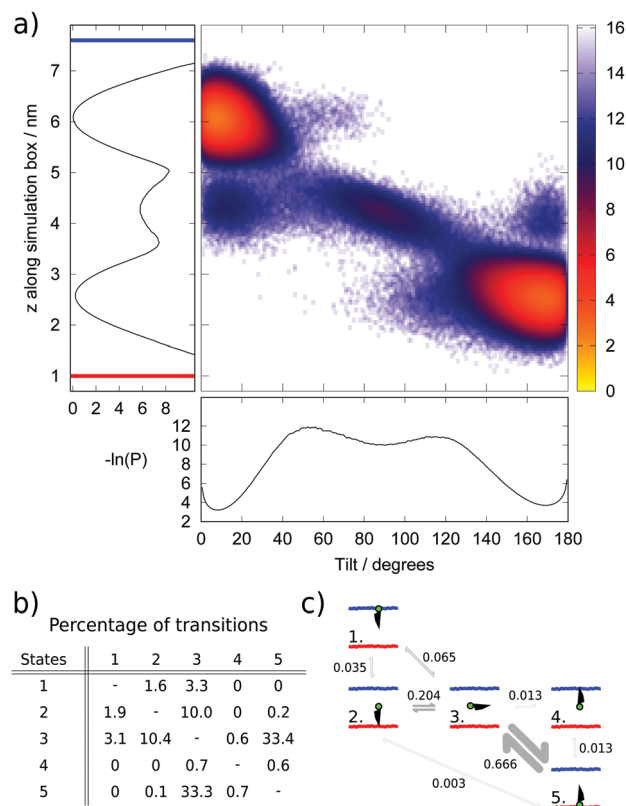 a)
z along simulation box / nm
7
6
5
4
3
2
1
0 2 4 6 8
-ln(P)
16
14
12
10
8
6
4
2
0
12
10
8
6
4
2
0 20 40 60 80 100 120 140 160 180
Tilt / degrees
b)
Percentage of transitions
States 1 2 3 4 5
1 - 1.6 3.3 0 0
2 1.9 - 10.0 0 0.2
3 3.1 10.4 - 0.6 33.4
4 0 0 0.7 - 0.6
5 0 0.1 33.3 0.7 -
c)
1.
0.035
0.065
2.
0.204
3.
0.013
4.
0.666
0.013
0.003
5.